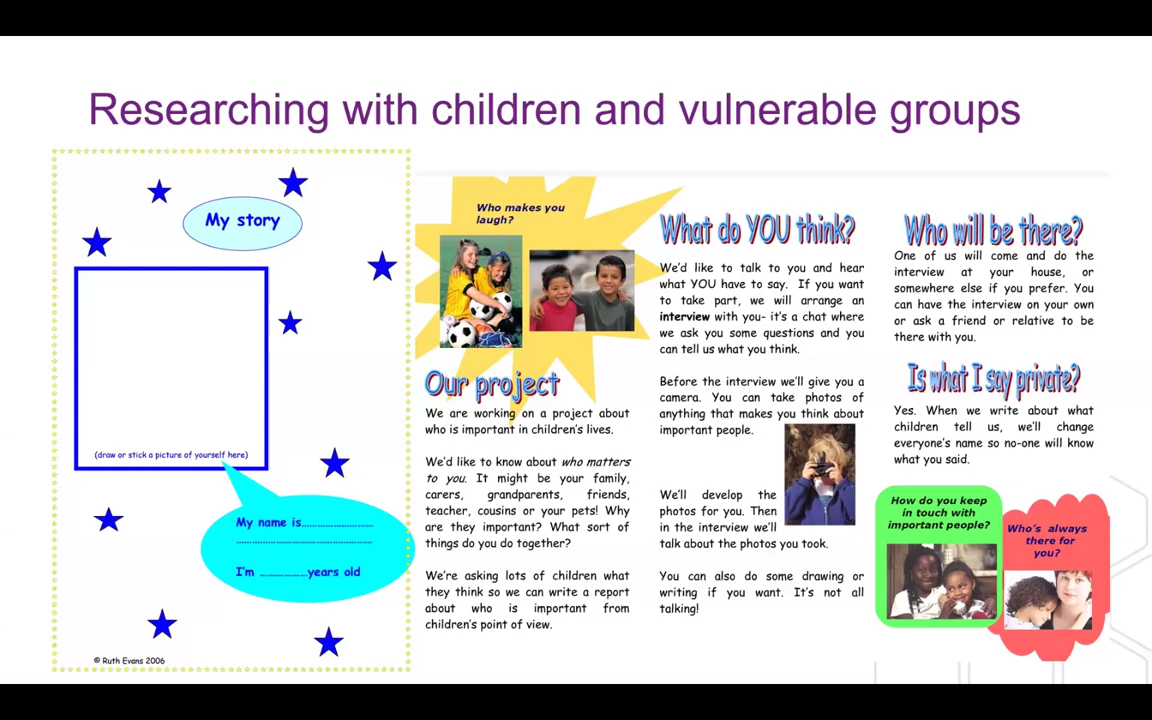 Researching with children and vulnerable groups
My story
(draw or stick a picture of yourself here)
My name is...........................
....................................................
I'm ..................years old
© Ruth Evans 2006
Who makes you
laugh?
Our project
We are working on a project about
who is important in children's lives.
We'd like to know about who matters
to you. It might be your family,
carers, grandparents, friends,
teacher, cousins or your pets! Why
are they important? What sort of
things do you do together?
We're asking lots of children what
they think so we can write a report
about who is important from
children's point of view.
What do YOU think?
We'd like to talk to you and hear
what YOU have to say. If you want
to take part, we will arrange an
interview with you- it's a chat where
we ask you some questions and you
can tell us what you think.
Before the interview we'll give you a
camera. You can take photos of
anything that makes you think about
important people.
We'll develop the
photos for you. Then
in the interview we'll
talk about the photos you took.
You can also do some drawing or
writing if you want. It's not all
talking!
Who will be there?
One of us will come and do the
interview at your house, or
somewhere else if you prefer. You
can have the interview on your own
or ask a friend or relative to be
there with you.
Is what I say private?
Yes. When we write about what
children tell us, we'll change
everyone's name so no-one will know
what you said.
How do you keep
in touch with
important people?
Who's always
there for
you?